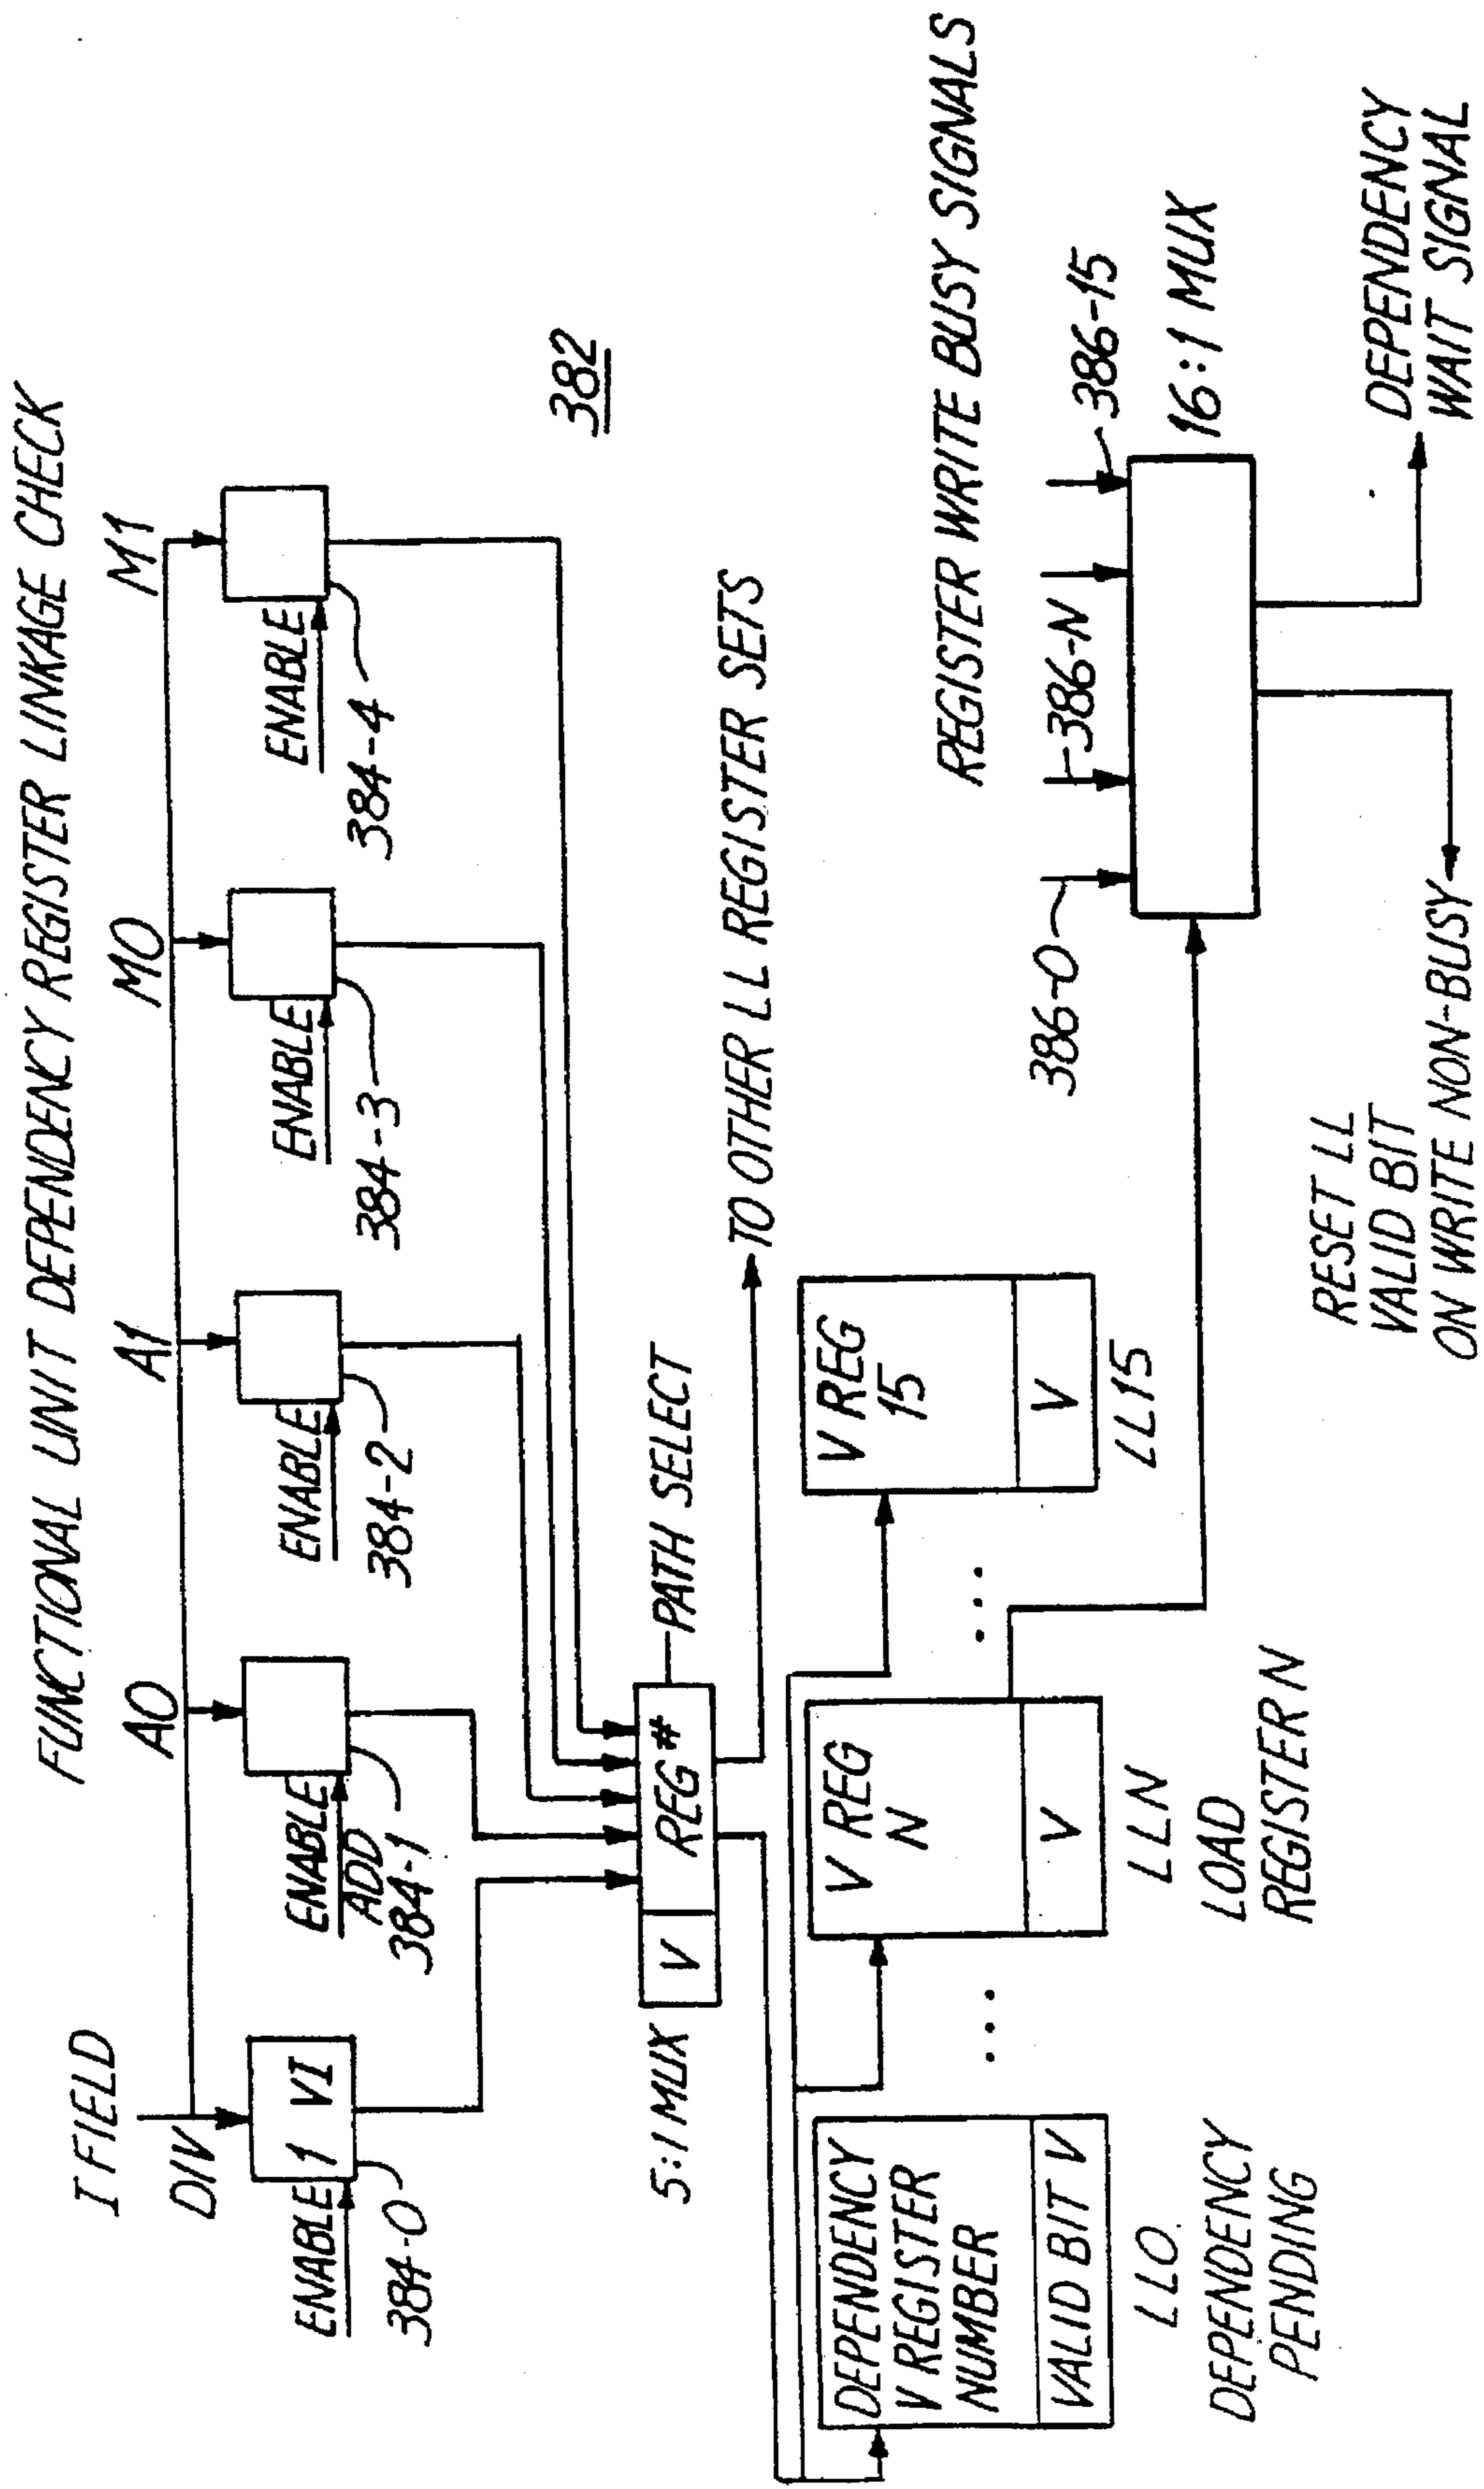 FUNCTIONAL UNIT DEPENDENCY REGISTER LINKAGE CHECK
I FIELD
DIV
A0
A1
M0
M1
1 VI
ENABLE
384-0
ENABLE
ADD
384-1
ENABLE
384-2
ENABLE
384-3
ENABLE
384-4
382
5:1 MUX
V
REG #
PATH SELECT
TO OTHER LL REGISTER SETS
DEPENDENCY
V REGISTER
NUMBER
VALID BIT V
LLO
DEPENDENCY
PENDING
...
V REG
N
V
LLN
LOAD
REGISTER N
...
V REG
15
V
LL15
REGISTER WRITE BUSY SIGNALS
386-0
386-N
386-15
16:1 MUX
RESET LL
VALID BIT
ON WRITE NON-BUSY
DEPENDENCY
WAIT SIGNAL